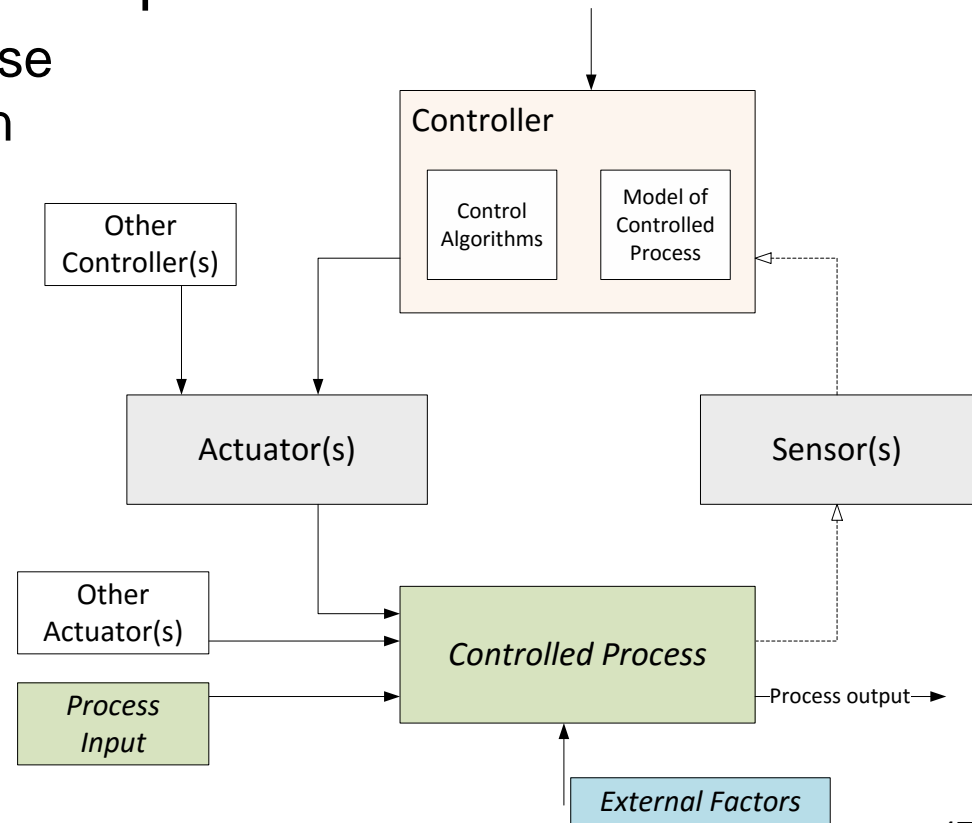 se
Controller
Control
Algorithms
Model of
Controlled
Process
Other
Controller(s)
Actuator(s)
Sensor(s)
Other
Actuator(s)
Controlled Process
Process
Input
Process output
External Factors